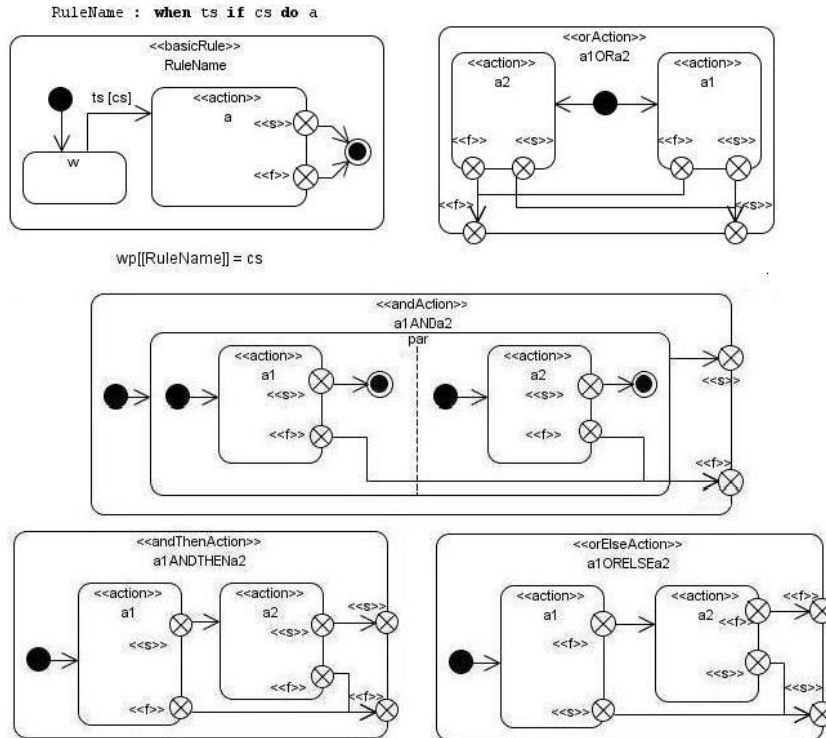 RuleName : when ts if cs do a
<<basicRule>>
RuleName
ts [cs]
<<action>>
a
<<s>>
<<f>>
w
<<orAction>>
a1ORa2
<<action>>
a2
<<action>>
a1
<<f>>
<<s>>
<<f>>
<<s>>
<<f>>
<<s>>
wp[[RuleName]] = cs
<<andAction>>
a1ANDa2
par
<<action>>
a1
<<s>>
<<f>>
<<action>>
a2
<<s>>
<<f>>
<<s>>
<<f>>
<<andThenAction>>
a1ANDTHENa2
<<action>>
a1
<<s>>
<<f>>
<<action>>
a2
<<s>>
<<f>>
<<s>>
<<f>>
<<orElseAction>>
a1ORELSEa2
<<action>>
a1
<<f>>
<<s>>
<<action>>
a2
<<f>>
<<s>>
<<f>>
<<s>>